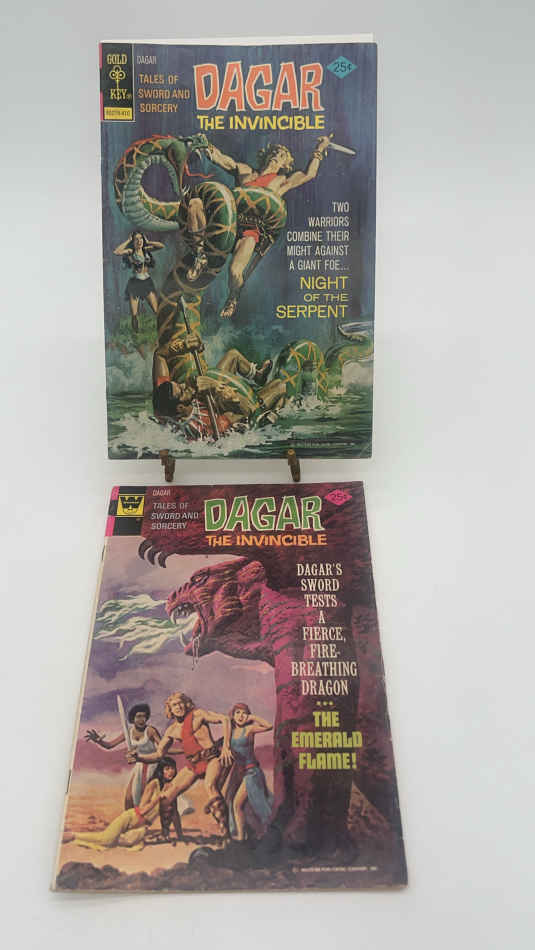 GOLD
KEY®
DAGAR
TALES OF
SWORD AND
SORCERY
DAGAR
THE INVINCIBLE
25¢
TWO
WARRIORS
COMBINE THEIR
MIGHT AGAINST
A GIANT FOE...
NIGHT
OF THE
SERPENT
DAGAR
TALES OF
SWORD AND
SORCERY
DAGAR
THE INVINCIBLE
25¢
DAGAR'S
SWORD
TESTS
A
FIERCE,
FIRE-
BREATHING
DRAGON
THE
EMERALD
FLAME!